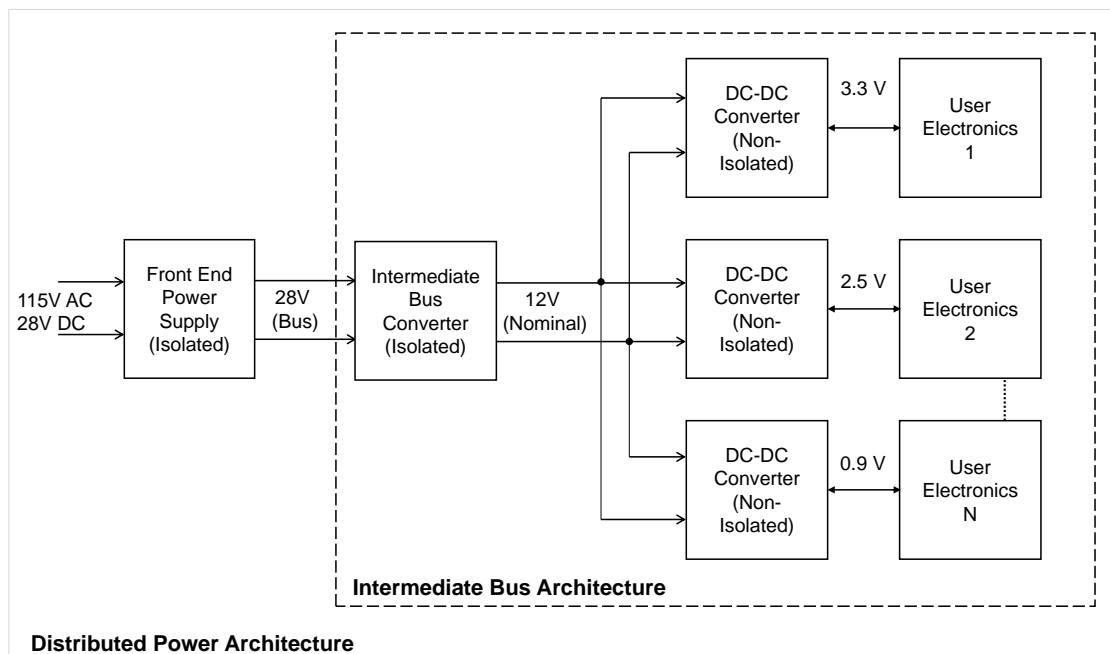 115V AC
28V DC
Front End
Power
Supply
(Isolated)
28V
(Bus)
Intermediate
Bus
Converter
(Isolated)
12V
(Nominal)
DC-DC
Converter
(Non-
Isolated)
3.3 V
User
Electronics
1
DC-DC
Converter
(Non-
Isolated)
2.5 V
User
Electronics
2
DC-DC
Converter
(Non-
Isolated)
0.9 V
User
Electronics
N
Intermediate Bus Architecture
Distributed Power Architecture